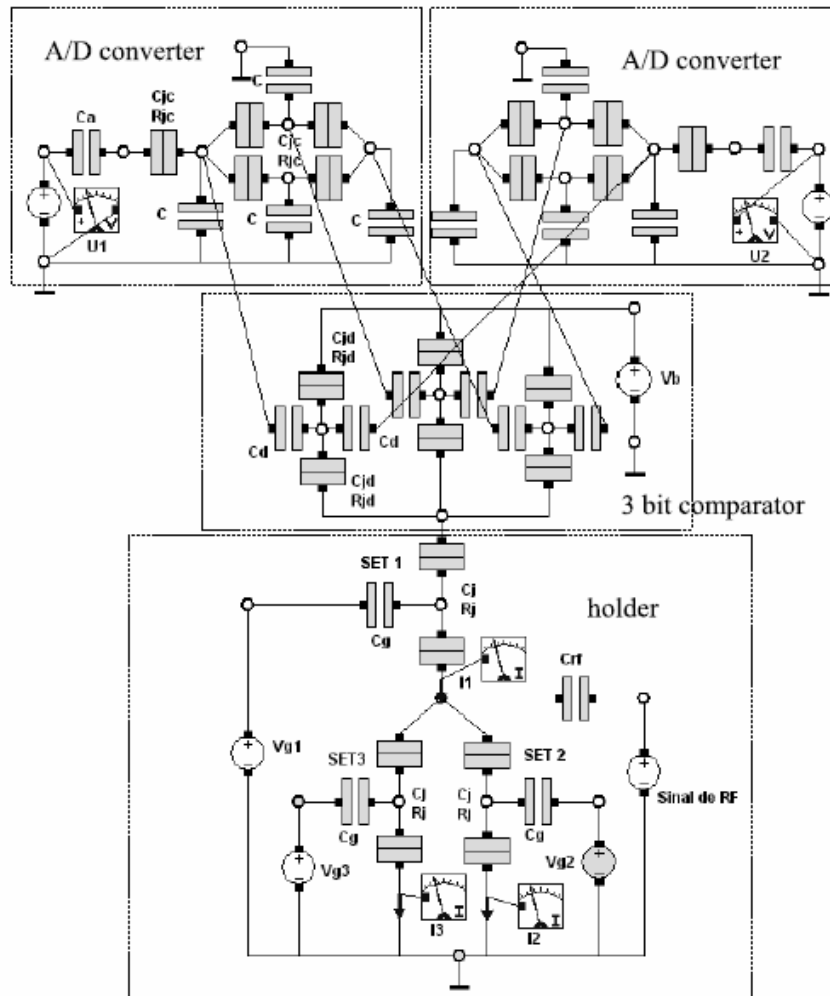 A/D converter
A/D converter
Ca
Cjc
Rjc
C
Cjc
Rjc
C
C
C
+
V
U1
+
V
U2
Cjd
Rjd
Vb
Cd
Cd
Cjd
Rjd
3 bit comparator
SET 1
Cj
Rj
Cg
holder
I
I1
Crf
Vg1
SET3
SET 2
Cj
Rj
Cj
Rj
Sinal de RF
Cg
Cg
Vg3
Vg2
I
I3
I
I2